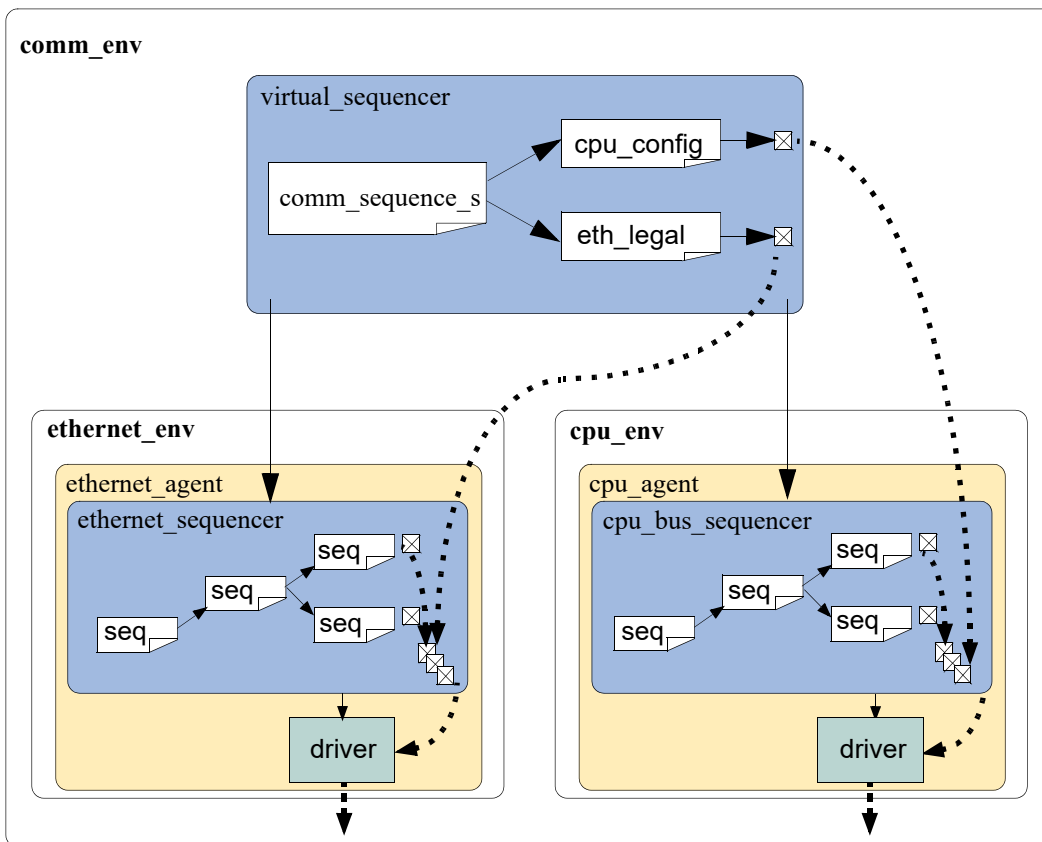 comm_env
virtual_sequencer
cpu_config
comm_sequence_s
eth_legal
ethernet_env
ethernet_agent
ethernet_sequencer
seq
seq
seq
seq
driver
cpu_env
cpu_agent
cpu_bus_sequencer
seq
seq
seq
seq
driver